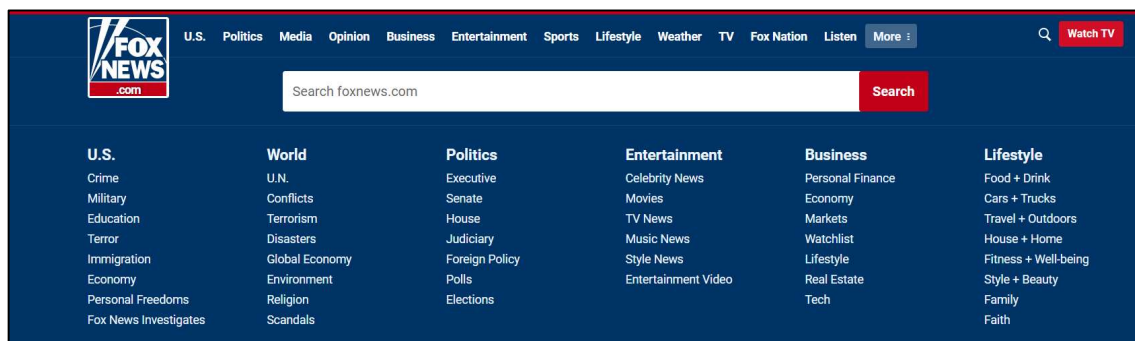 FOX
NEWS
.com
U.S. Politics Media Opinion Business Entertainment Sports Lifestyle Weather TV Fox Nation Listen More Watch TV
Search foxnews.com Search
U.S. World Politics Entertainment Business Lifestyle
Crime U.N. Executive Celebrity News Personal Finance Food + Drink
Military Conflicts Senate Movies Economy Cars + Trucks
Education Terrorism House TV News Markets Travel + Outdoors
Terror Disasters Judiciary Music News Watchlist House + Home
Immigration Global Economy Foreign Policy Style News Lifestyle Fitness + Well-being
Economy Environment Polls Entertainment Video Real Estate Style + Beauty
Personal Freedoms Religion Elections Tech Family
Fox News Investigates Scandals Faith